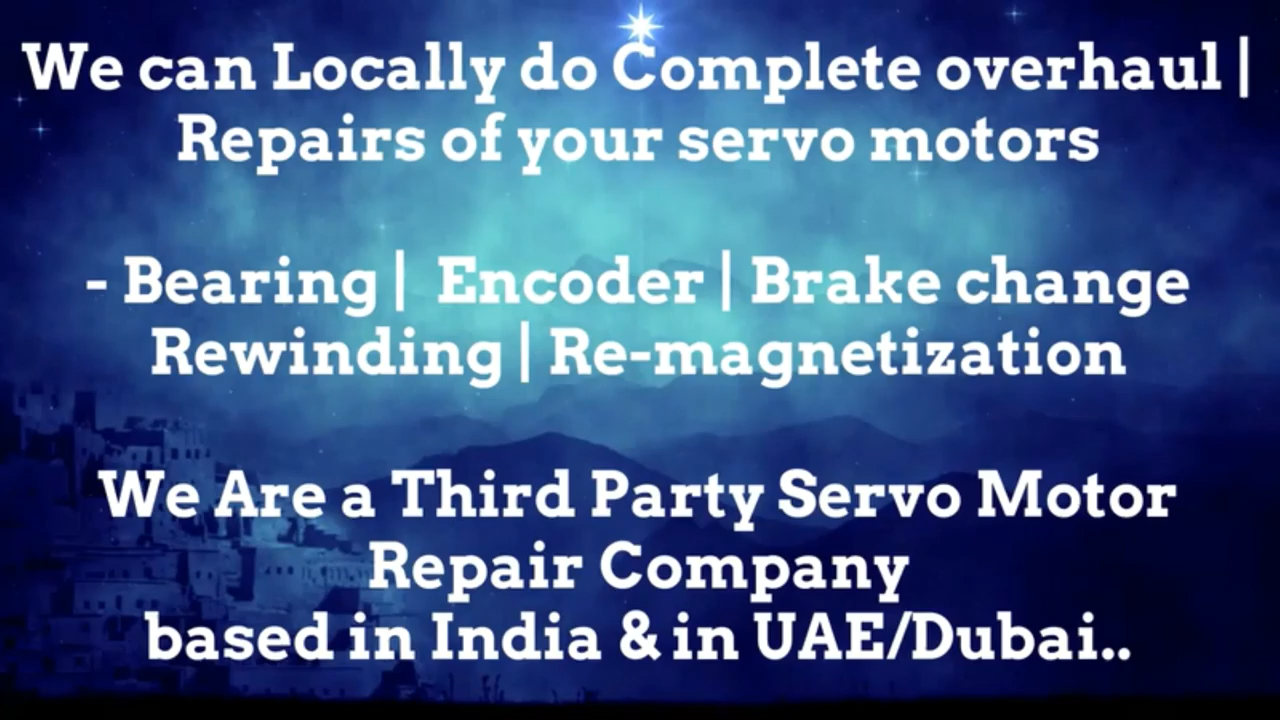 We can Locally do Complete overhaul |
Repairs of your servo motors
- Bearing | Encoder | Brake change
Rewinding | Re-magnetization
We Are a Third Party Servo Motor
Repair Company
based in India & in UAE/Dubai..